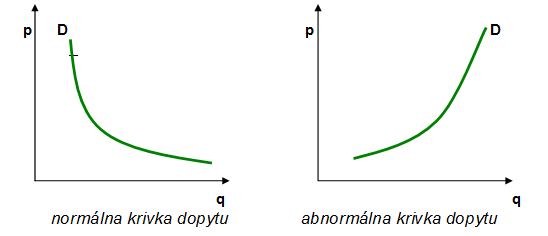 p D
q
normálna krivka dopytu
p D
q
abnormálna krivka dopytu